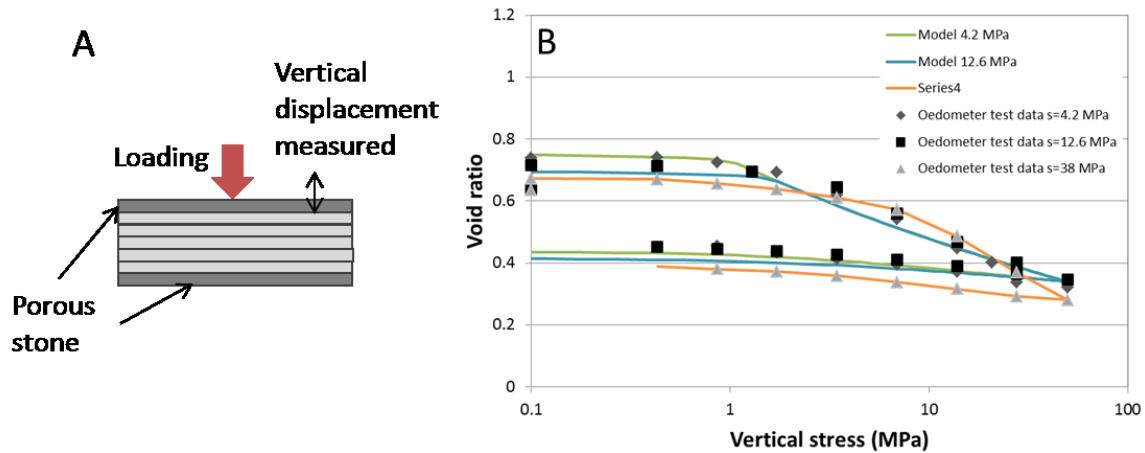 A
Vertical
displacement
measured
Loading
Porous
stone
B
1.2
1
0.8
0.6
0.4
0.2
0
Void ratio
0.1
1
10
100
Vertical stress (MPa)
Model 4.2 MPa
Model 12.6 MPa
Series4
Oedometer test data s=4.2 MPa
Oedometer test data s=12.6 MPa
Oedometer test data s=38 MPa